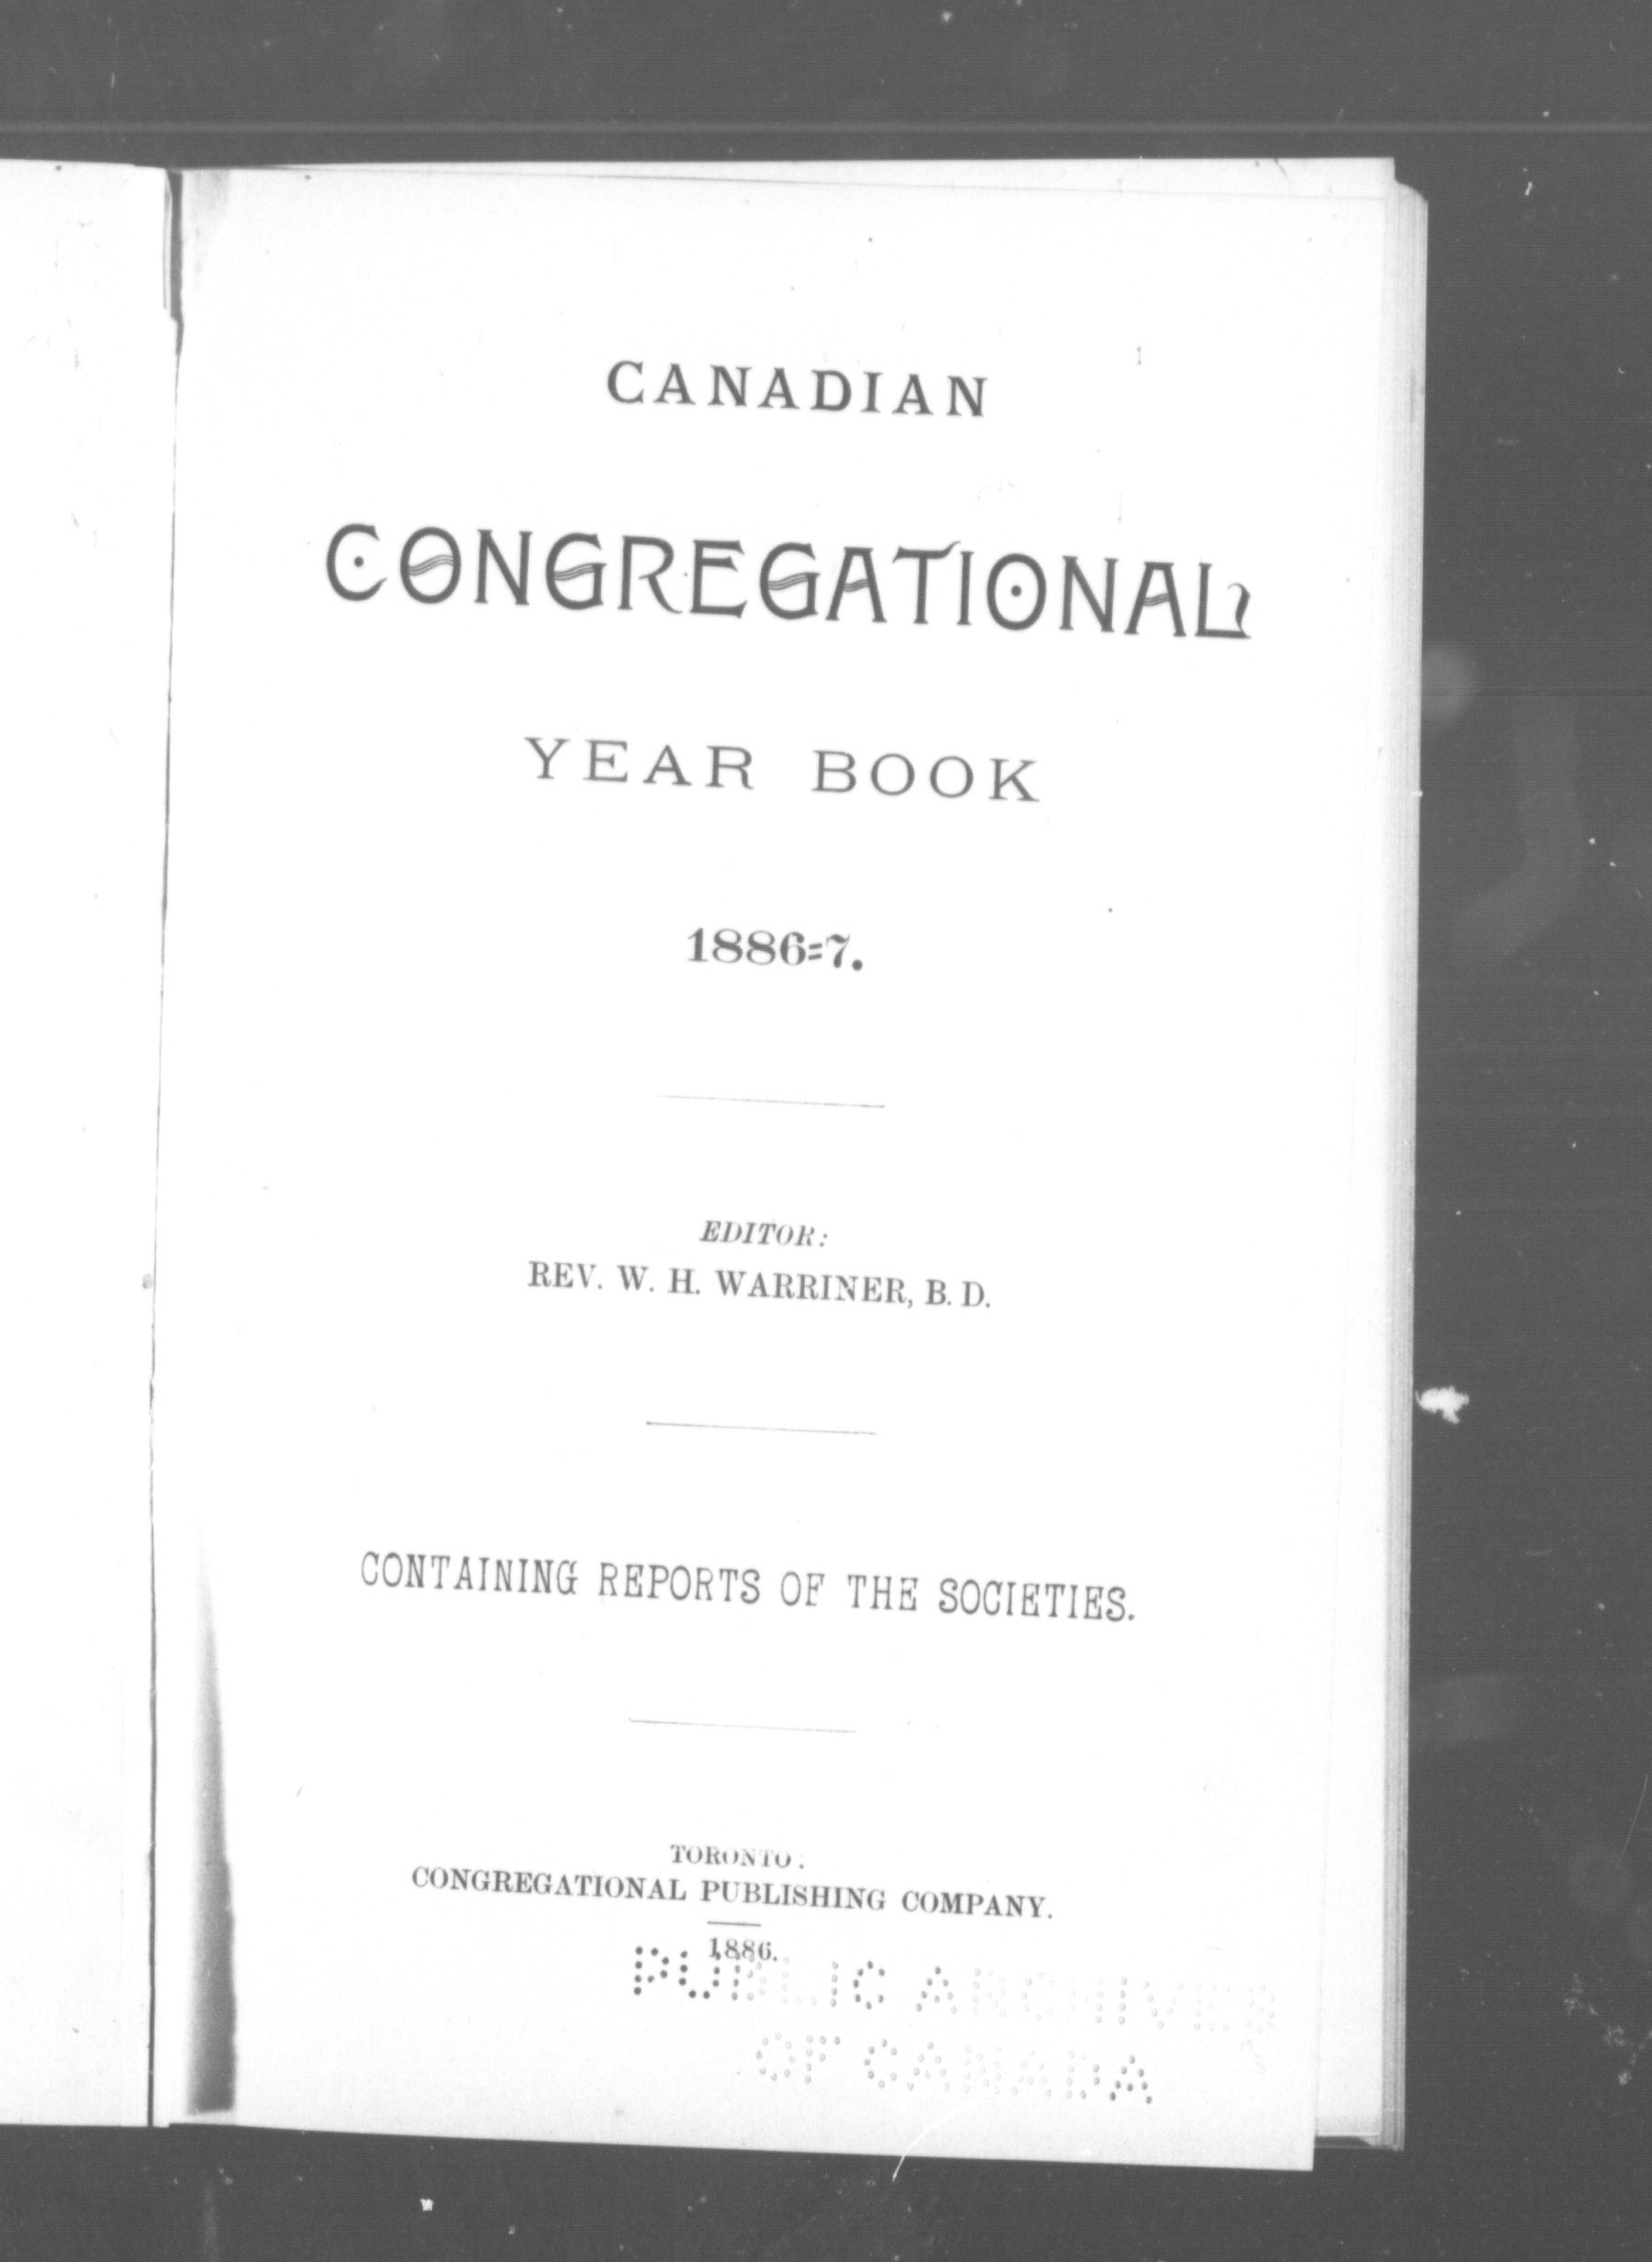 CANADIAN
CONGREGATIONAL
YEAR BOOK
1886=7.
EDITOR:
REV. W. H. WARRINER, B. D.
CONTAINING REPORTS OF THE SOCIETIES.
TORONTO:
CONGREGATIONAL PUBLISHING COMPANY.
1886.
PUBLIC ARCHIVES
OF CANADA